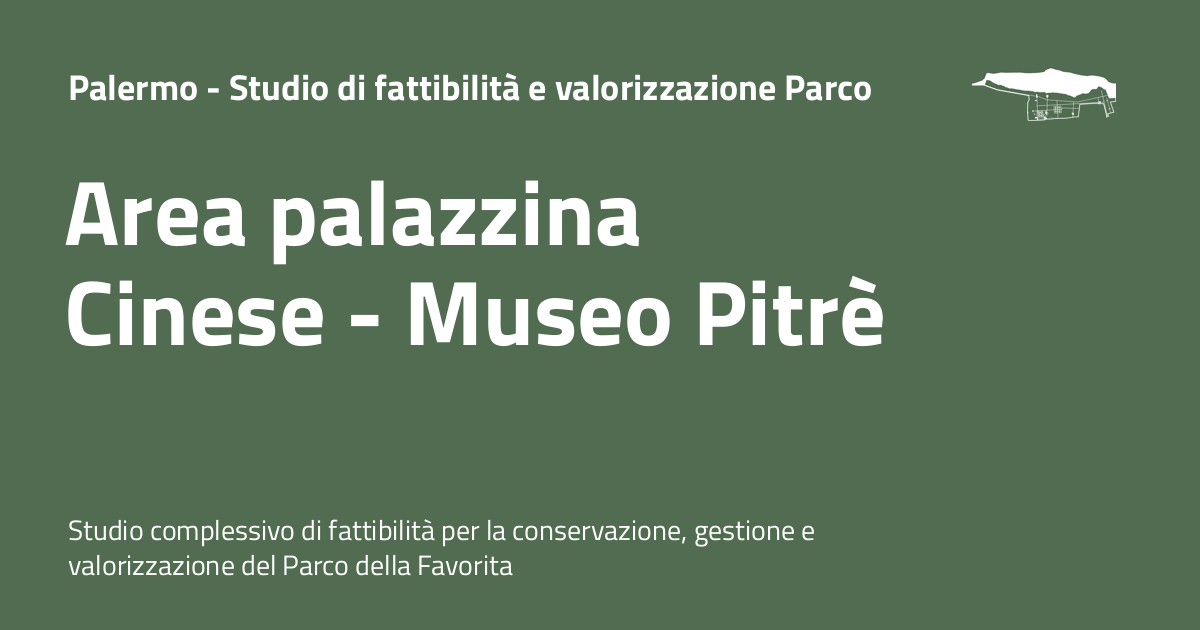 Palermo - Studio di fattibilità e valorizzazione Parco
Area palazzina
Cinese - Museo Pitrè
Studio complessivo di fattibilità per la conservazione, gestione e
valorizzazione del Parco della Favorita